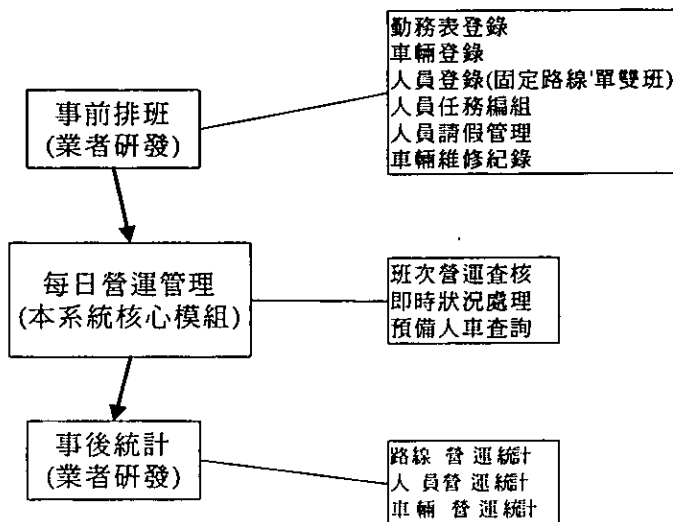 事前排班
(業者研發)
勤務表登錄
車輛登錄
人員登錄(固定路線'單雙班)
人員任務編組
人員請假管理
車輛維修紀錄
每日營運管理
(本系統核心模組)
班次營運查核
即時狀況處理
預備人車查詢
事後統計
(業者研發)
路線 營 運統計
人 員營 運統計
車輛 營 運統計